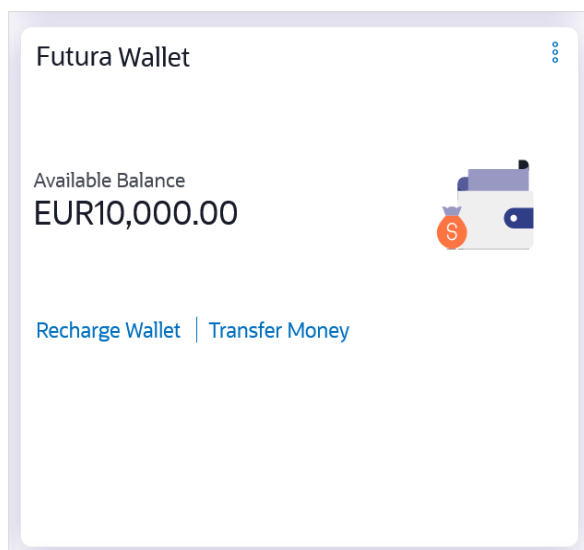 Futura Wallet
Available Balance
EUR10,000.00
S
Recharge Wallet | Transfer Money